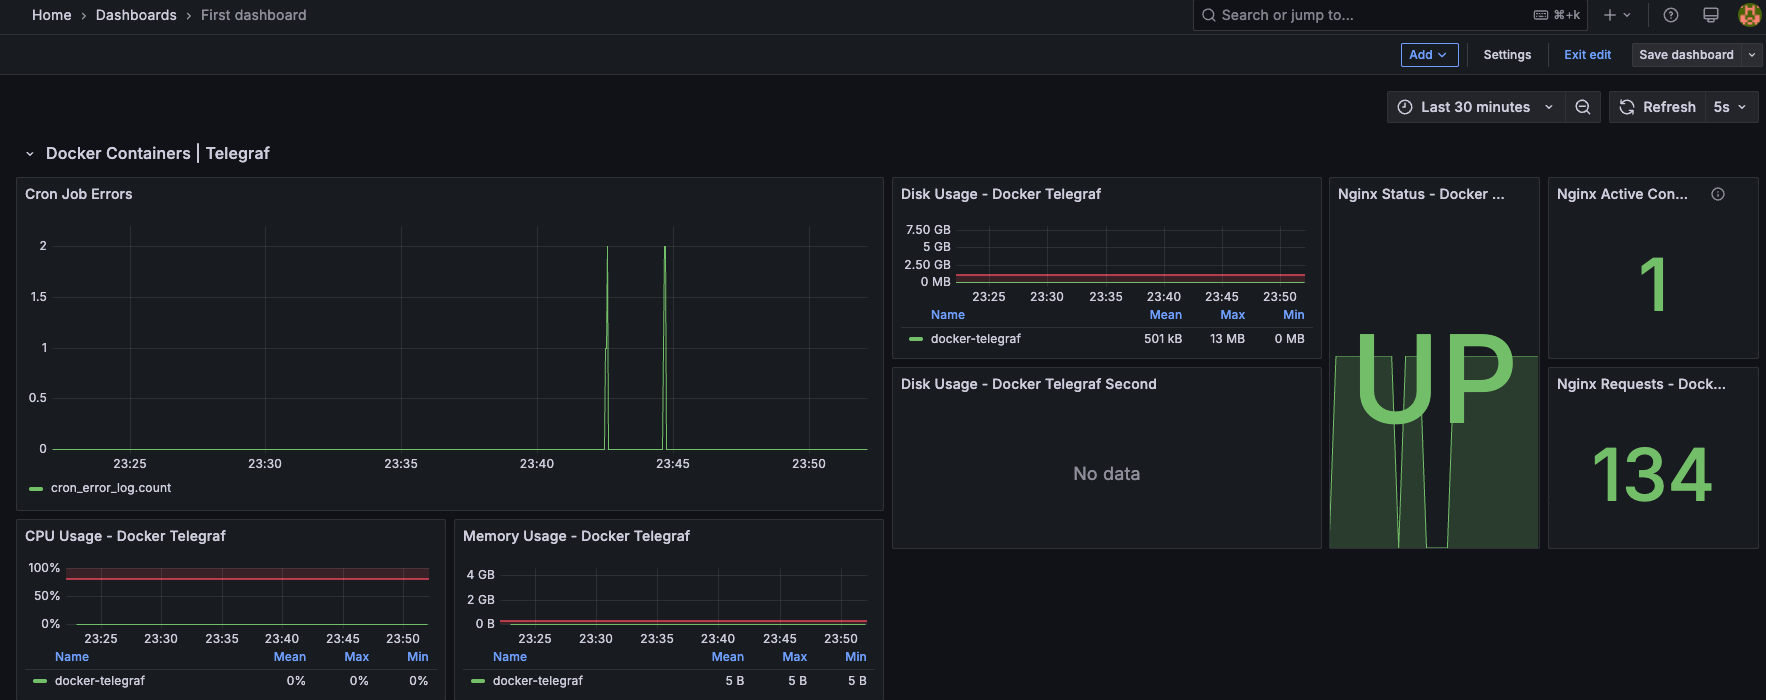 Home › Dashboards › First dashboard
Search or jump to... ⌘+k
Add
Settings
Exit edit
Save dashboard
Last 30 minutes
Refresh
5s
Docker Containers | Telegraf
Cron Job Errors
2
1.5
1
0.5
0
23:25 23:30 23:35 23:40 23:45 23:50
cron_error_log.count
Disk Usage - Docker Telegraf
7.50 GB
5 GB
2.50 GB
0 MB
23:25 23:30 23:35 23:40 23:45 23:50
Name Mean Max Min
docker-telegraf 501 kB 13 MB 0 MB
Nginx Status - Docker ...
UP
Nginx Active Con...
1
Disk Usage - Docker Telegraf Second
No data
Nginx Requests - Dock...
134
CPU Usage - Docker Telegraf
100%
50%
0%
23:25 23:30 23:35 23:40 23:45 23:50
Name Mean Max Min
docker-telegraf 0% 0% 0%
Memory Usage - Docker Telegraf
4 GB
2 GB
0 B
23:25 23:30 23:35 23:40 23:45 23:50
Name Mean Max Min
docker-telegraf 5 B 5 B 5 B